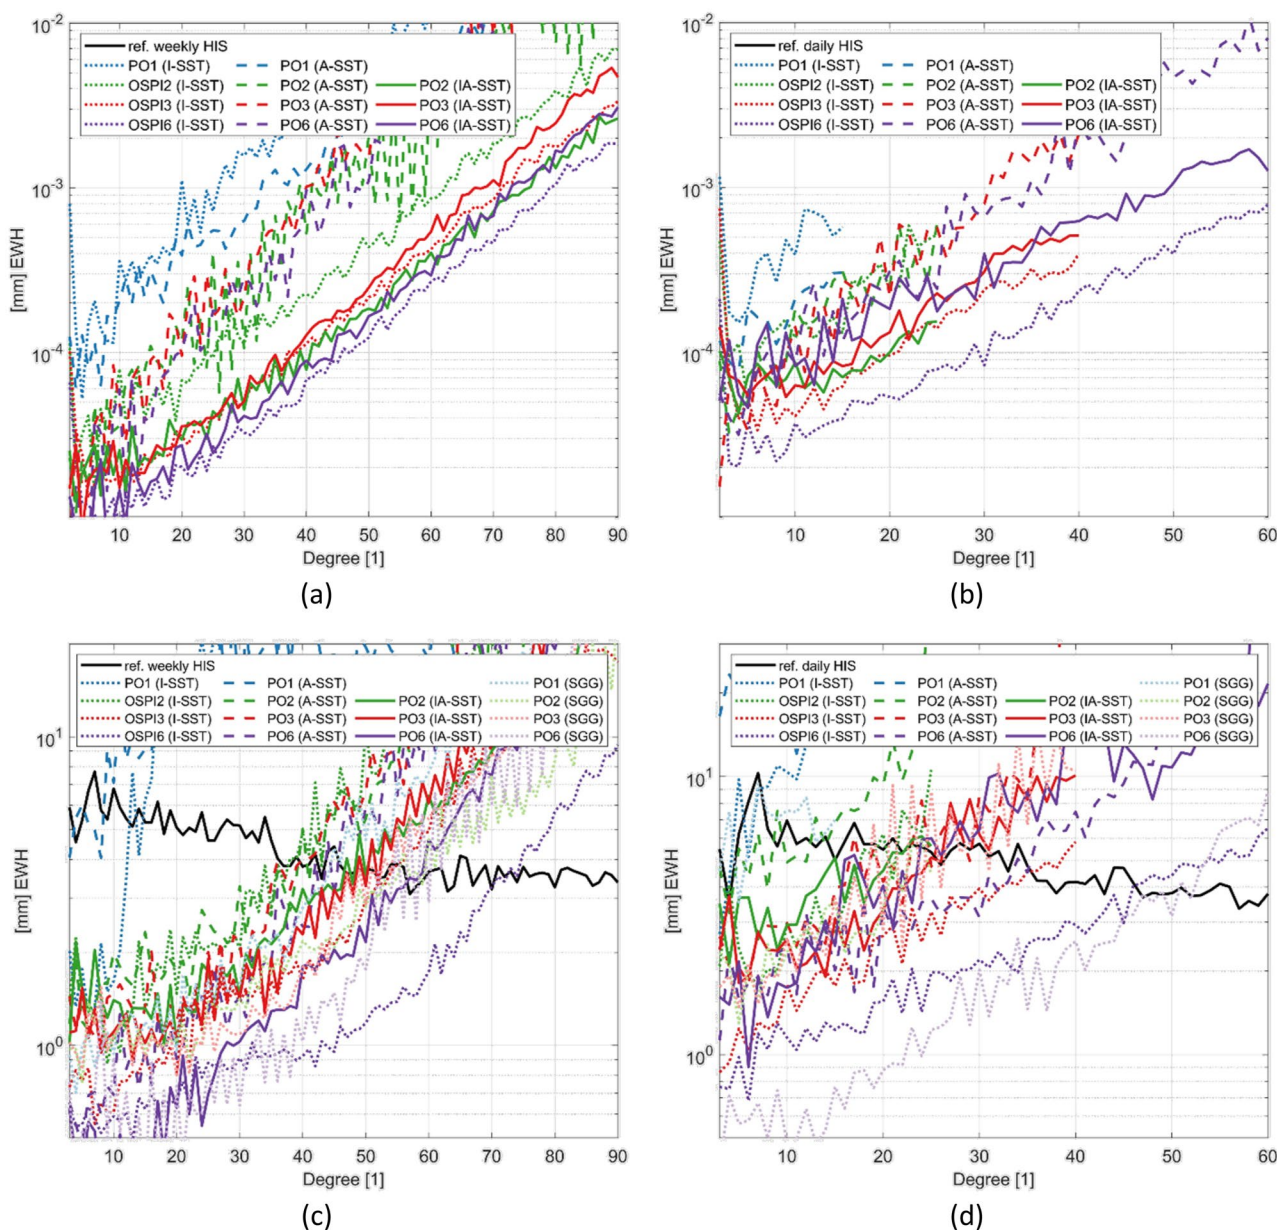 10^-2
ref. weekly HIS
PO1 (I-SST) PO1 (A-SST)
OSPI2 (I-SST) PO2 (A-SST) PO2 (IA-SST)
OSPI3 (I-SST) PO3 (A-SST) PO3 (IA-SST)
OSPI6 (I-SST) PO6 (A-SST) PO6 (IA-SST)
10^-3
10^-4
[mm] EWH
10 20 30 40 50 60 70 80 90
Degree [1]
(a)
10^-2
ref. daily HIS
PO1 (I-SST) PO1 (A-SST)
OSPI2 (I-SST) PO2 (A-SST) PO2 (IA-SST)
OSPI3 (I-SST) PO3 (A-SST) PO3 (IA-SST)
OSPI6 (I-SST) PO6 (A-SST) PO6 (IA-SST)
10^-3
10^-4
[mm] EWH
10 20 30 40 50 60
Degree [1]
(b)
ref. weekly HIS
PO1 (I-SST) PO1 (A-SST) PO1 (SGG)
OSPI2 (I-SST) PO2 (A-SST) PO2 (IA-SST) PO2 (SGG)
OSPI3 (I-SST) PO3 (A-SST) PO3 (IA-SST) PO3 (SGG)
OSPI6 (I-SST) PO6 (A-SST) PO6 (IA-SST) PO6 (SGG)
10^1
10^0
[mm] EWH
10 20 30 40 50 60 70 80 90
Degree [1]
(c)
ref. daily HIS
PO1 (I-SST) PO1 (A-SST) PO1 (SGG)
OSPI2 (I-SST) PO2 (A-SST) PO2 (IA-SST) PO2 (SGG)
OSPI3 (I-SST) PO3 (A-SST) PO3 (IA-SST) PO3 (SGG)
OSPI6 (I-SST) PO6 (A-SST) PO6 (IA-SST) PO6 (SGG)
10^1
10^0
[mm] EWH
10 20 30 40 50 60
Degree [1]
(d)